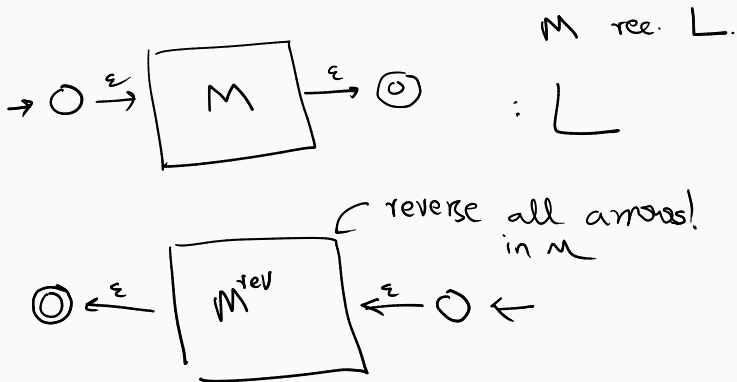 M rec. L.
ε M ε
: L
reverse all arrows!
in M
ε M^rev ε